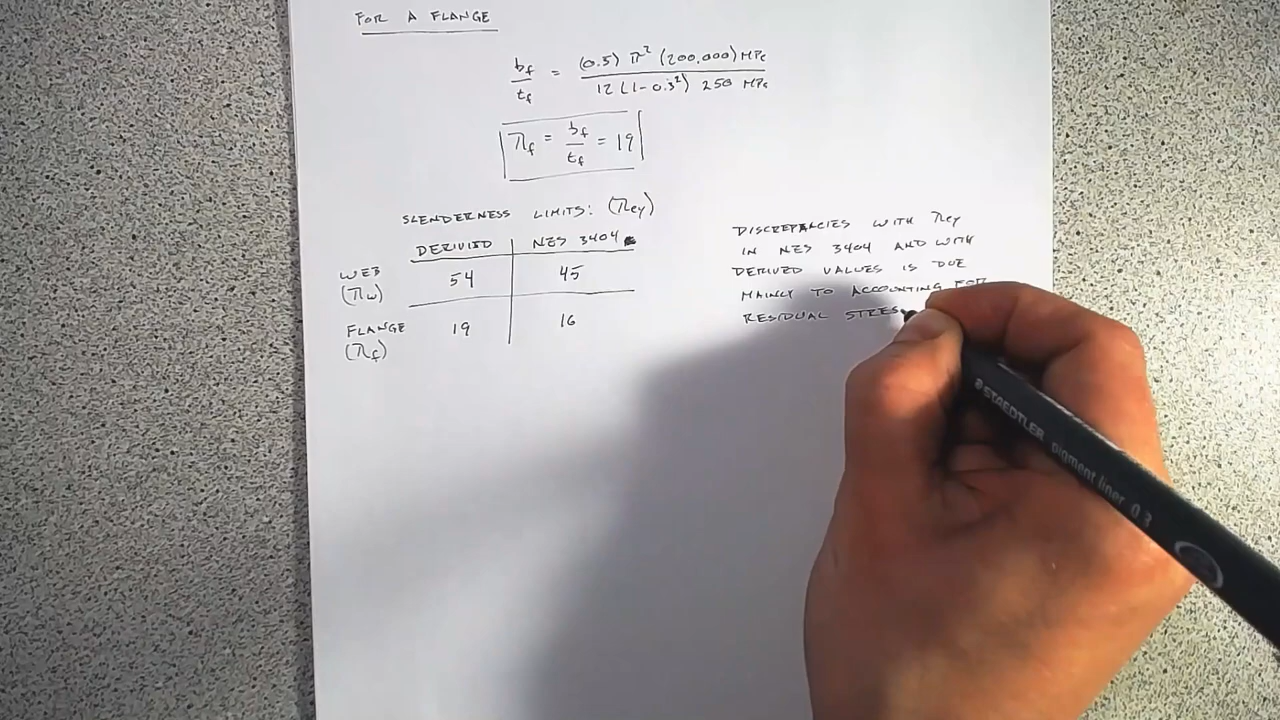 FOR A FLANGE
bf/tf = (0.5) π² (200,000) MPa / 12 (1-0.3²) 250 MPa
λf = bf/tf = 19
SLENDERNESS LIMITS: (λey)
DERIVED NZS 3404
WEB (λw) 54 45
FLANGE (λf) 19 16
DISCREPANCIES WITH λey
IN NZS 3404 AND WITH
DERIVED VALUES IS DUE
MAINLY TO ACCOUNTING FOR
RESIDUAL STRES
STAEDTLER pigment liner 0.3